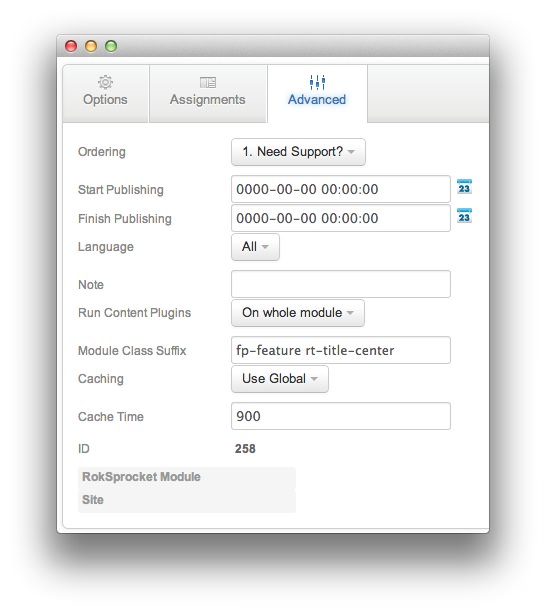 Options Assignments Advanced
Ordering 1. Need Support?
Start Publishing 0000-00-00 00:00:00 23
Finish Publishing 0000-00-00 00:00:00 23
Language All
Note
Run Content Plugins On whole module
Module Class Suffix fp-feature rt-title-center
Caching Use Global
Cache Time 900
ID 258
RokSprocket Module
Site